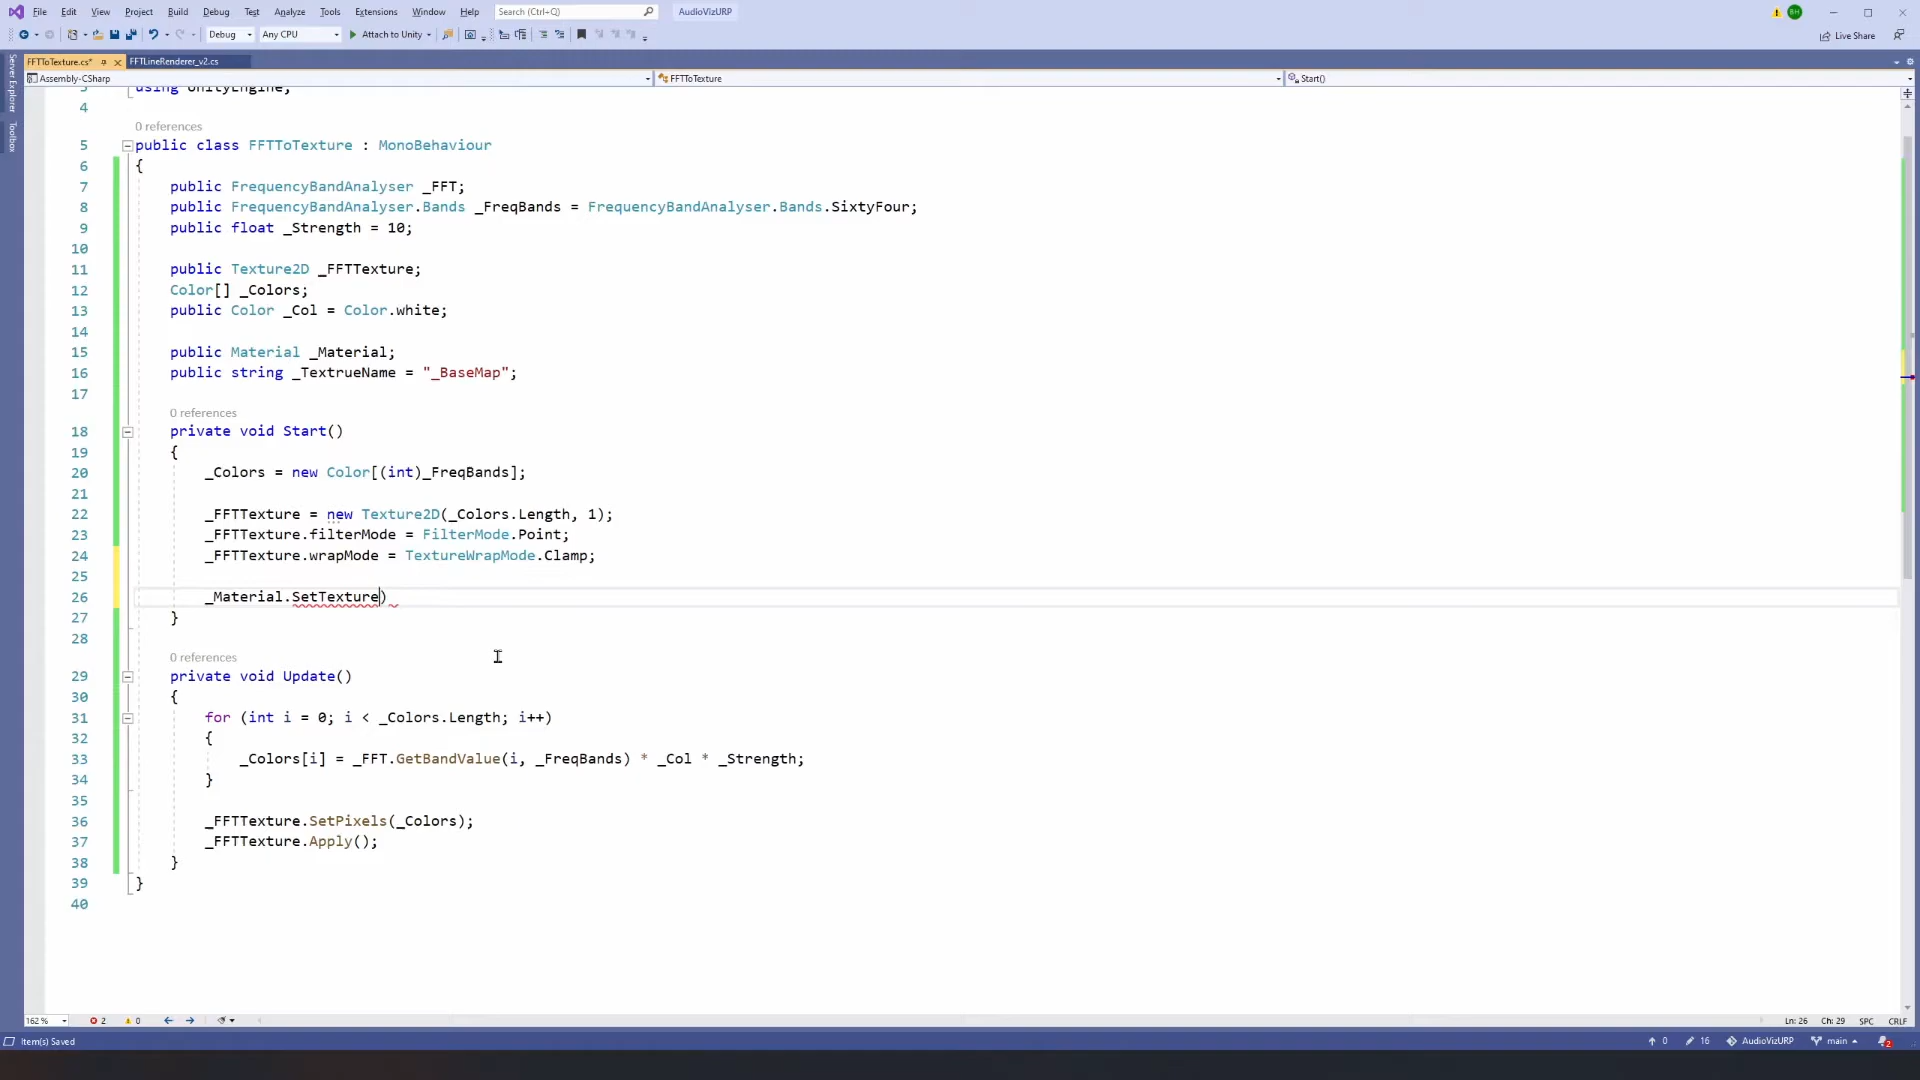 File Edit View Project Build Debug Test Analyze Tools Extensions Window Help Search (Ctrl+Q) AudioVizURP BH
Debug Any CPU Attach to Unity Live Share
FFTToTexture.cs* FFTLineRenderer_v2.cs
Assembly-CSharp FFTToTexture Start()
Server Explorer
Toolbox
3 using UnityEngine;
4
0 references
5 public class FFTToTexture : MonoBehaviour
6 {
7 public FrequencyBandAnalyser _FFT;
8 public FrequencyBandAnalyser.Bands _FreqBands = FrequencyBandAnalyser.Bands.SixtyFour;
9 public float _Strength = 10;
10
11 public Texture2D _FFTTexture;
12 Color[] _Colors;
13 public Color _Col = Color.white;
14
15 public Material _Material;
16 public string _TextrueName = "_BaseMap";
17
0 references
18 private void Start()
19 {
20 _Colors = new Color[(int)_FreqBands];
21
22 _FFTTexture = new Texture2D(_Colors.Length, 1);
23 _FFTTexture.filterMode = FilterMode.Point;
24 _FFTTexture.wrapMode = TextureWrapMode.Clamp;
25
26 _Material.SetTexture)
27 }
28
0 references
29 private void Update()
30 {
31 for (int i = 0; i < _Colors.Length; i++)
32 {
33 _Colors[i] = _FFT.GetBandValue(i, _FreqBands) * _Col * _Strength;
34 }
35
36 _FFTTexture.SetPixels(_Colors);
37 _FFTTexture.Apply();
38 }
39 }
40
162 % 2 0 Ln: 26 Ch: 29 SPC CRLF
Item(s) Saved 0 16 AudioVizURP main 2